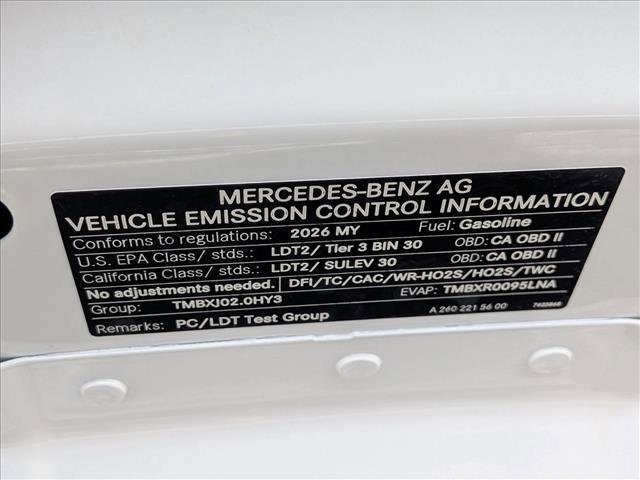 MERCEDES-BENZ AG
VEHICLE EMISSION CONTROL INFORMATION
Conforms to regulations: 2026 MY Fuel: Gasoline
U.S. EPA Class/ stds.: LDT2/ Tier 3 BIN 30 OBD: CA OBD II
California Class/ stds.: LDT2/ SULEV 30 OBD: CA OBD II
No adjustments needed. DFI/TC/CAC/WR-HO2S/HO2S/TWC
Group: TMBXJ02.0HY3 EVAP: TMBXR0095LNA
Remarks: PC/LDT Test Group A 260 221 56 00